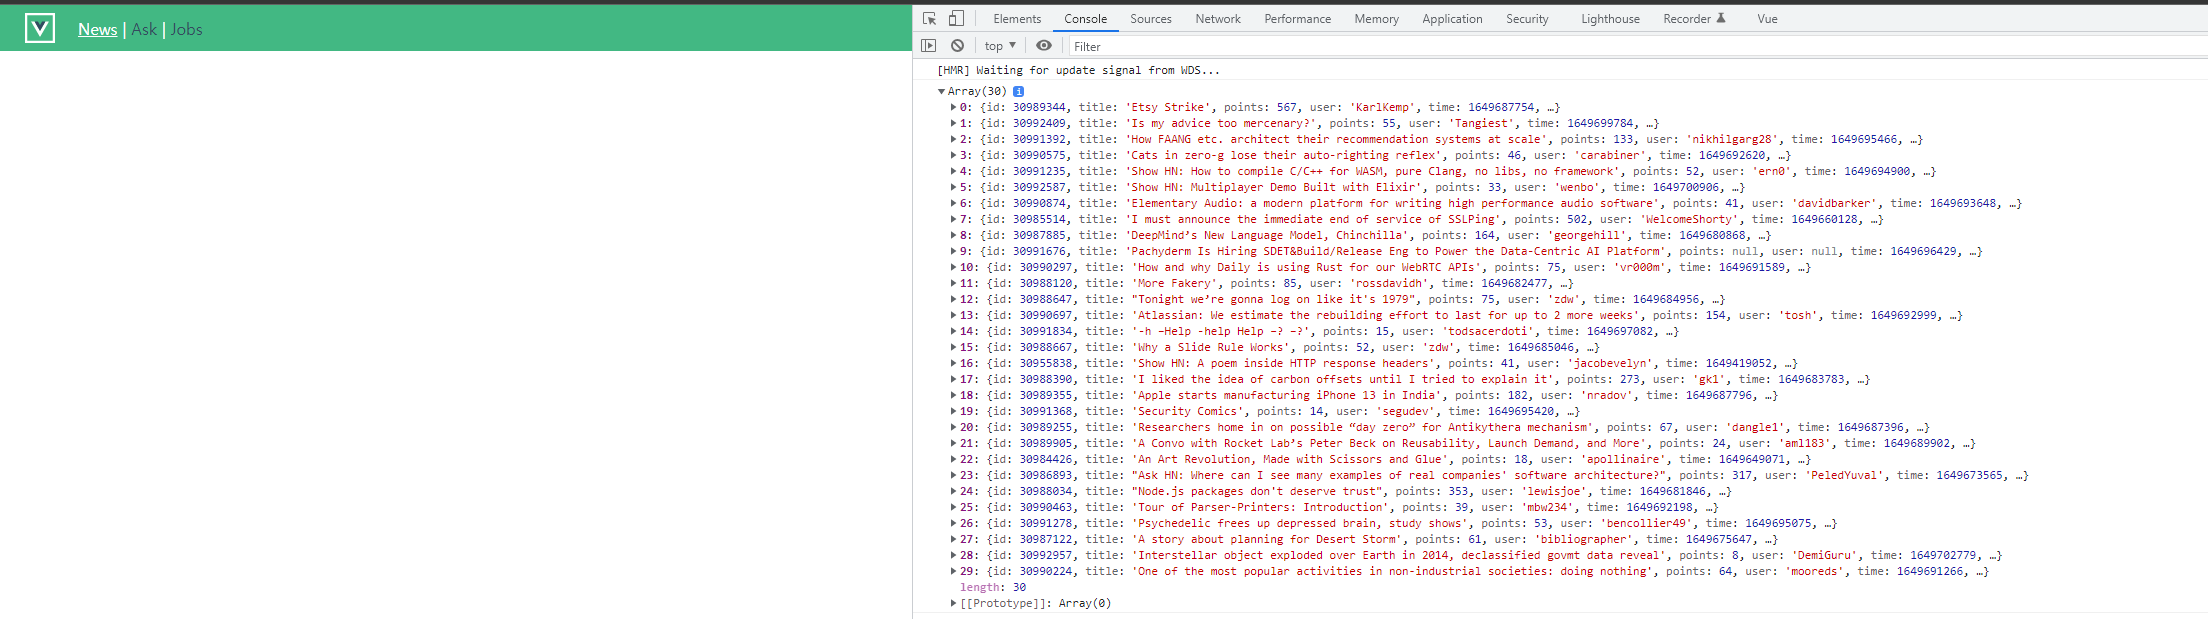 News | Ask | Jobs
Elements Console Sources Network Performance Memory Application Security Lighthouse Recorder Vue
top ▼ Filter
[HMR] Waiting for update signal from WDS...
▼Array(30) i
▶0: {id: 30989344, title: 'Etsy Strike', points: 567, user: 'KarlKemp', time: 1649687754, …}
▶1: {id: 30992409, title: 'Is my advice too mercenary?', points: 55, user: 'Tangiest', time: 1649699784, …}
▶2: {id: 30991392, title: 'How FAANG etc. architect their recommendation systems at scale', points: 133, user: 'nikhilgarg28', time: 1649695466, …}
▶3: {id: 30990575, title: 'Cats in zero-g lose their auto-righting reflex', points: 46, user: 'carabiner', time: 1649692620, …}
▶4: {id: 30991235, title: 'Show HN: How to compile C/C++ for WASM, pure Clang, no libs, no framework', points: 52, user: 'ern0', time: 1649694900, …}
▶5: {id: 30992587, title: 'Show HN: Multiplayer Demo Built with Elixir', points: 33, user: 'wenbo', time: 1649700906, …}
▶6: {id: 30990874, title: 'Elementary Audio: a modern platform for writing high performance audio software', points: 41, user: 'davidbarker', time: 1649693648, …}
▶7: {id: 30985514, title: 'I must announce the immediate end of service of SSLPing', points: 502, user: 'WelcomeShorty', time: 1649660128, …}
▶8: {id: 30987885, title: 'DeepMind’s New Language Model, Chinchilla', points: 164, user: 'georgehill', time: 1649680868, …}
▶9: {id: 30991676, title: 'Pachyderm Is Hiring SDET&Build/Release Eng to Power the Data-Centric AI Platform', points: null, user: null, time: 1649696429, …}
▶10: {id: 30990297, title: 'How and why Daily is using Rust for our WebRTC APIs', points: 75, user: 'vr000m', time: 1649691589, …}
▶11: {id: 30988120, title: 'More Fakery', points: 85, user: 'rossdavidh', time: 1649682477, …}
▶12: {id: 30988647, title: "Tonight we’re gonna log on like it's 1979", points: 75, user: 'zdw', time: 1649684956, …}
▶13: {id: 30990697, title: 'Atlassian: We estimate the rebuilding effort to last for up to 2 more weeks', points: 154, user: 'tosh', time: 1649692999, …}
▶14: {id: 30991834, title: '-h –Help -help Help –? –?', points: 15, user: 'todsacerdoti', time: 1649697082, …}
▶15: {id: 30988667, title: 'Why a Slide Rule Works', points: 52, user: 'zdw', time: 1649685046, …}
▶16: {id: 30955838, title: 'Show HN: A poem inside HTTP response headers', points: 41, user: 'jacobevelyn', time: 1649419052, …}
▶17: {id: 30988390, title: 'I liked the idea of carbon offsets until I tried to explain it', points: 273, user: 'gk1', time: 1649683783, …}
▶18: {id: 30989355, title: 'Apple starts manufacturing iPhone 13 in India', points: 182, user: 'nradov', time: 1649687796, …}
▶19: {id: 30991368, title: 'Security Comics', points: 14, user: 'segudev', time: 1649695420, …}
▶20: {id: 30989255, title: 'Researchers home in on possible “day zero” for Antikythera mechanism', points: 67, user: 'dangle1', time: 1649687396, …}
▶21: {id: 30989905, title: 'A Convo with Rocket Lab’s Peter Beck on Reusability, Launch Demand, and More', points: 24, user: 'aml183', time: 1649689902, …}
▶22: {id: 30984426, title: 'An Art Revolution, Made with Scissors and Glue', points: 18, user: 'apollinaire', time: 1649649071, …}
▶23: {id: 30986893, title: "Ask HN: Where can I see many examples of real companies' software architecture?", points: 317, user: 'PeledYuval', time: 1649673565, …}
▶24: {id: 30988034, title: "Node.js packages don't deserve trust", points: 353, user: 'lewisjoe', time: 1649681846, …}
▶25: {id: 30990463, title: 'Tour of Parser-Printers: Introduction', points: 39, user: 'mbw234', time: 1649692198, …}
▶26: {id: 30991278, title: 'Psychedelic frees up depressed brain, study shows', points: 53, user: 'bencollier49', time: 1649695075, …}
▶27: {id: 30987122, title: 'A story about planning for Desert Storm', points: 61, user: 'bibliographer', time: 1649675647, …}
▶28: {id: 30992957, title: 'Interstellar object exploded over Earth in 2014, declassified govmt data reveal', points: 8, user: 'DemiGuru', time: 1649702779, …}
▶29: {id: 30990224, title: 'One of the most popular activities in non-industrial societies: doing nothing', points: 64, user: 'mooreds', time: 1649691266, …}
length: 30
▶[[Prototype]]: Array(0)